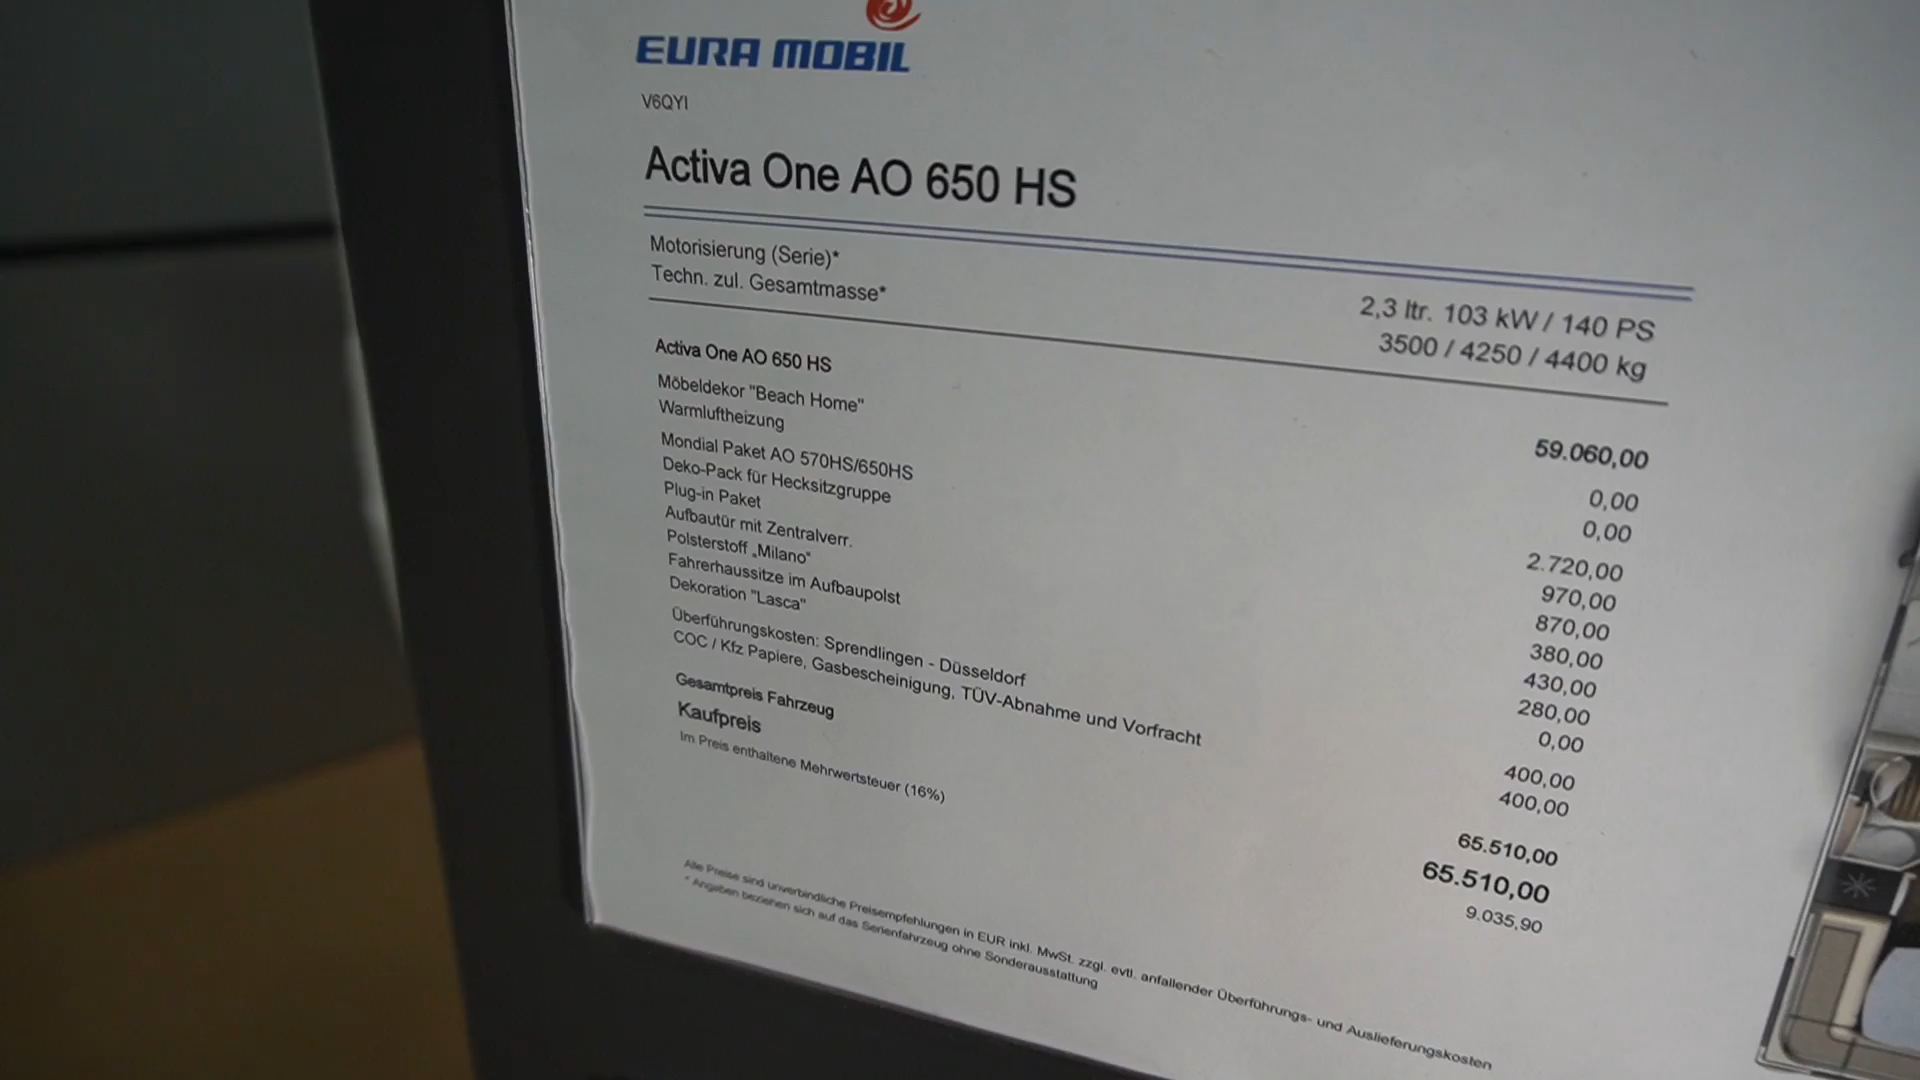 EURA MOBIL
V6QYI
Activa One AO 650 HS
Motorisierung (Serie)* 2,3 ltr. 103 kW / 140 PS
Techn. zul. Gesamtmasse* 3500 / 4250 / 4400 kg
Activa One AO 650 HS 59.060,00
Möbeldekor "Beach Home" 0,00
Warmluftheizung 0,00
Mondial Paket AO 570HS/650HS 2.720,00
Deko-Pack für Hecksitzgruppe 970,00
Plug-in Paket 870,00
Aufbautür mit Zentralverr. 380,00
Polsterstoff „Milano“ 430,00
Fahrerhaussitze im Aufbaupolst 280,00
Dekoration "Lasca" 0,00
Überführungskosten: Sprendlingen - Düsseldorf 400,00
COC / Kfz Papiere, Gasbescheinigung, TÜV-Abnahme und Vorfracht 400,00
Gesamtpreis Fahrzeug 65.510,00
Kaufpreis 65.510,00
Im Preis enthaltene Mehrwertsteuer (16%) 9.035,90
Alle Preise sind unverbindliche Preisempfehlungen in EUR inkl. MwSt. zzgl. evtl. anfallender Überführungs- und Auslieferungskosten
* Angaben beziehen sich auf das Serienfahrzeug ohne Sonderausstattung